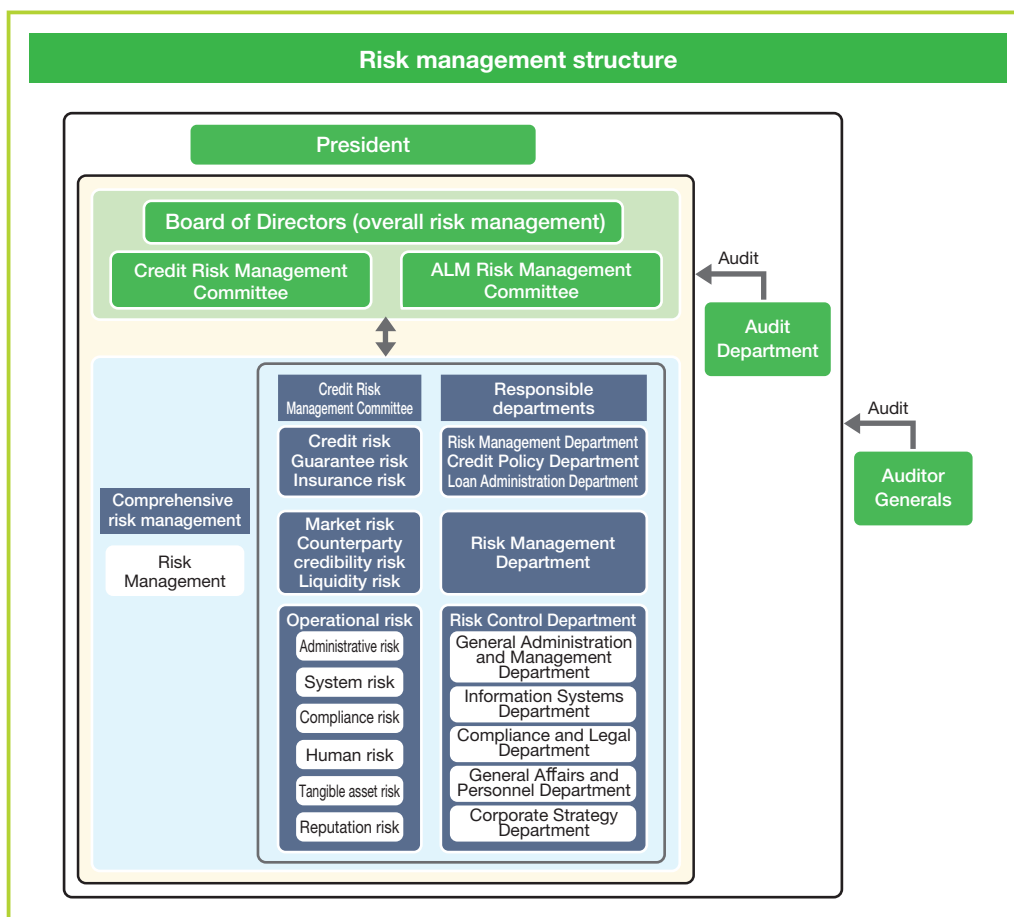 Risk management structure
President
Board of Directors (overall risk management)
Credit Risk Management
Committee
ALM Risk Management
Committee
Audit
Audit
Department
Audit
Auditor
Generals
Comprehensive
risk management
Risk
Management
Credit Risk
Management Committee
Responsible
departments
Credit risk
Guarantee risk
Insurance risk
Risk Management Department
Credit Policy Department
Loan Administration Department
Market risk
Counterparty
credibility risk
Liquidity risk
Risk Management
Department
Operational risk
Administrative risk
System risk
Compliance risk
Human risk
Tangible asset risk
Reputation risk
Risk Control Department
General Administration
and Management
Department
Information Systems
Department
Compliance and Legal
Department
General Affairs and
Personnel Department
Corporate Strategy
Department